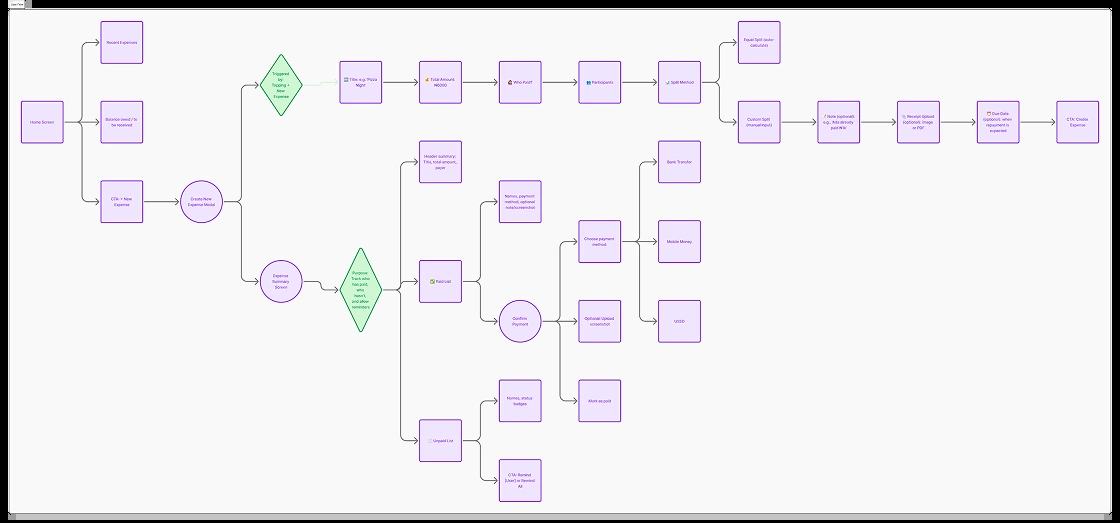 User Flow
Recent Expenses
Home Screen
Balance owed / to
be received
CTA: + New
Expense
Create New
Expense Modal
Triggered
by:
Tapping +
New
Expense
Title: e.g. "Pizza
Night"
Total Amount:
₦6000
Who Paid?
Participants
Split Method
Equal Split (auto-
calculate)
Custom Split
(manual input)
Note (optional):
e.g.,
already
paid
Receipt Upload
(optional): image
or PDF
Due Date
(optional): when
repayment is
expected
CTA: Create
Expense
Expense
Summary
Screen
Purpose:
Track who
has paid,
who
hasn't,
and allow
reminders
Header summary:
Title, total amount,
payer
Paid List
Names, payment
method, optional
note/screenshot
Confirm
Payment
Choose payment
method
Bank Transfer
Mobile Money
USSD
Optional: Upload
screenshot
Mark as paid
Unpaid List
Names, status
badges
CTA: Remind
[User] or Remind
All